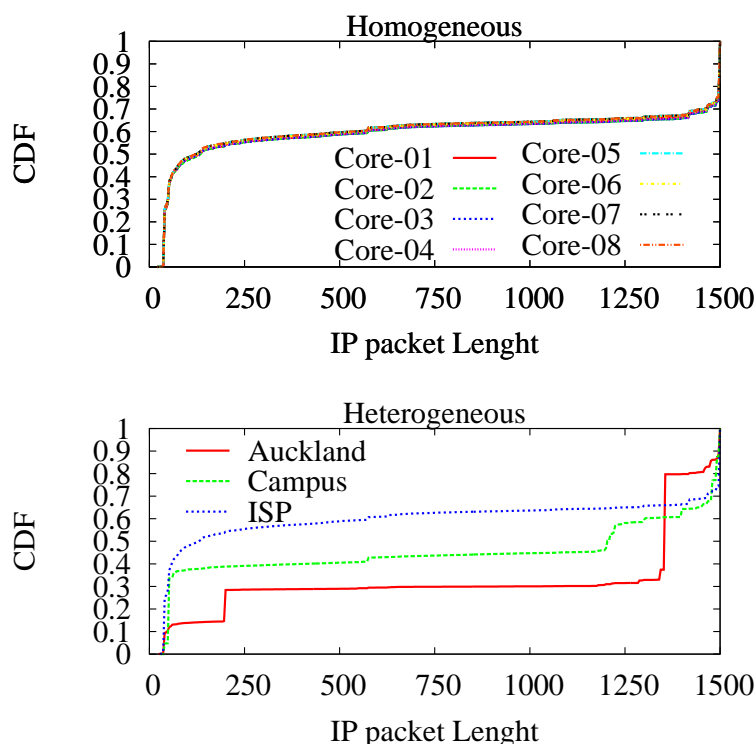 Homogeneous
1
0.9
0.8
0.7
0.6
0.5
0.4
0.3
0.2
0.1
0
CDF
Core-01
Core-02
Core-03
Core-04
Core-05
Core-06
Core-07
Core-08
0 250 500 750 1000 1250 1500
IP packet Lenght
Heterogeneous
1
0.9
0.8
0.7
0.6
0.5
0.4
0.3
0.2
0.1
0
CDF
Auckland
Campus
ISP
0 250 500 750 1000 1250 1500
IP packet Lenght